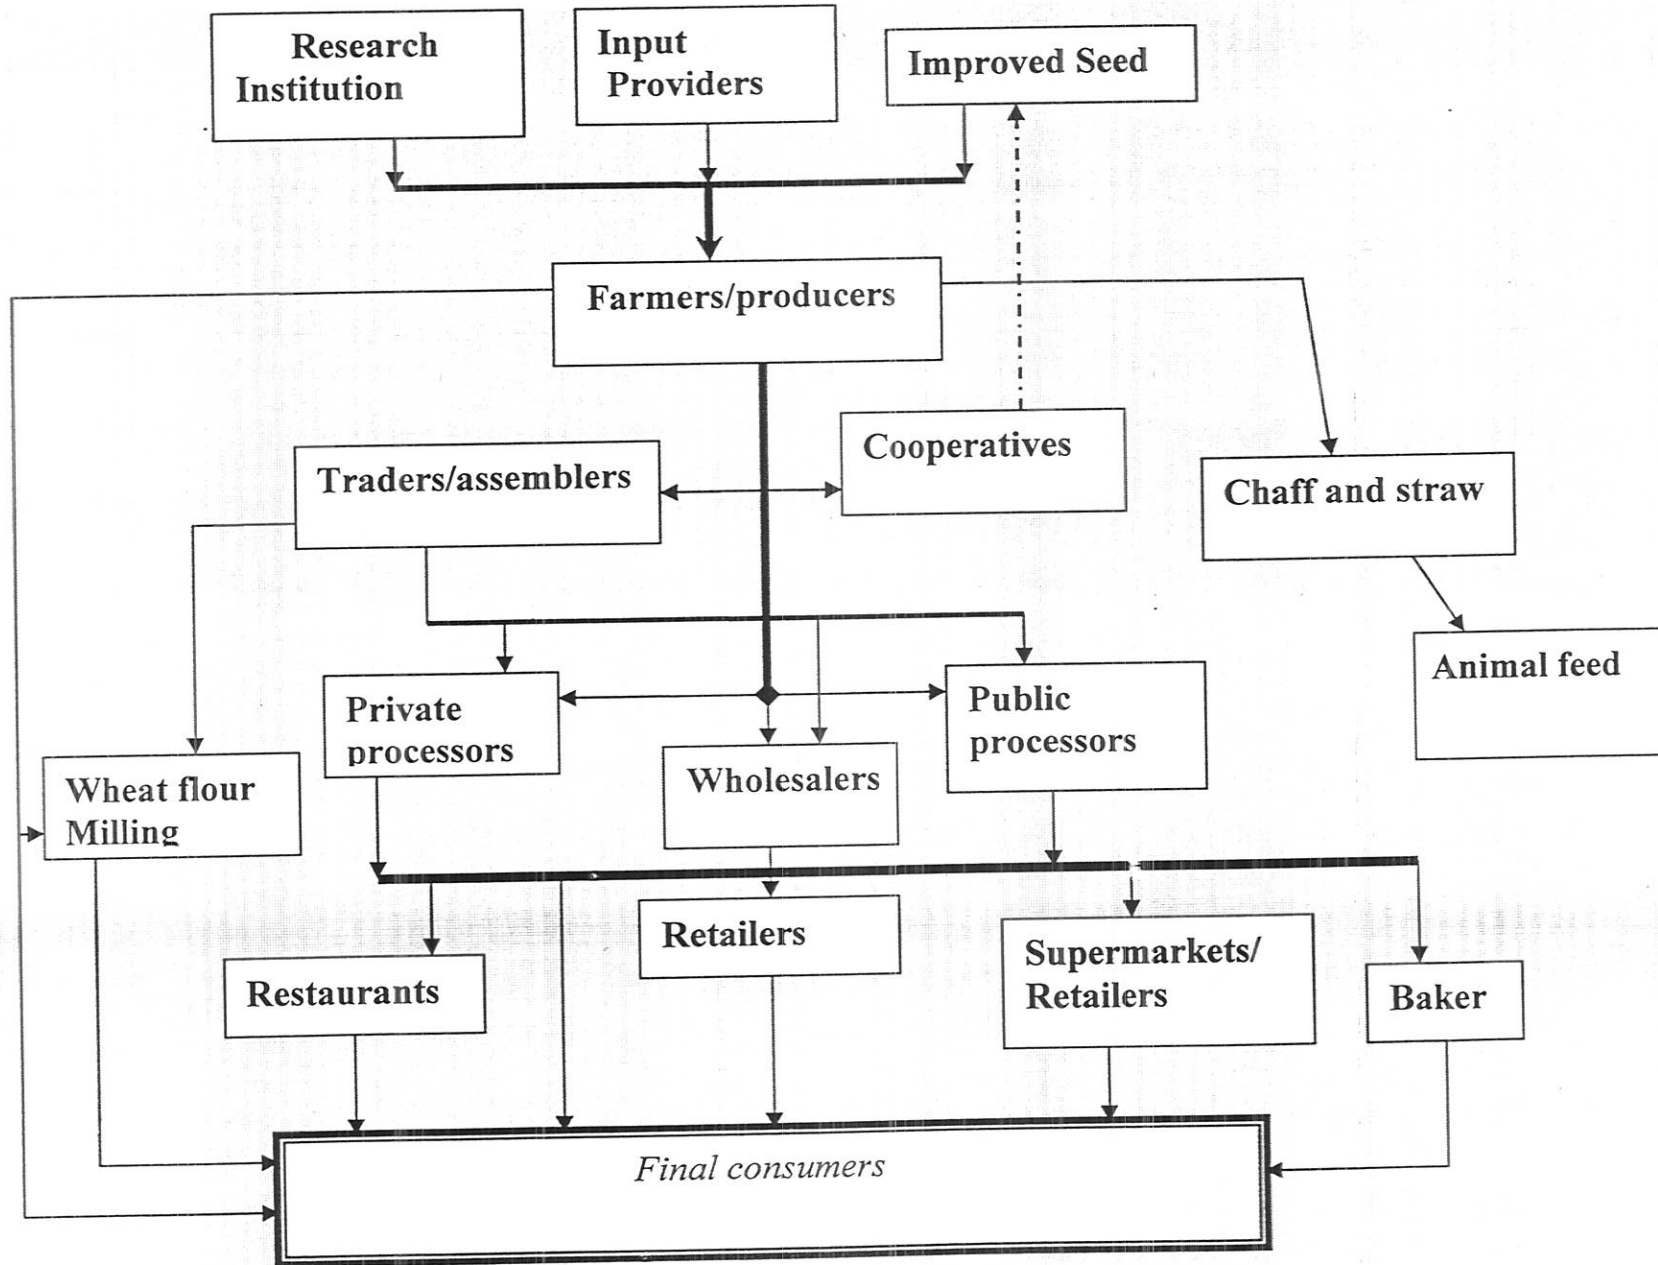 Research
Institution
Input
Providers
Improved Seed
Farmers/producers
Cooperatives
Traders/assemblers
Chaff and straw
Animal feed
Private
processors
Public
processors
Wholesalers
Wheat flour
Milling
Retailers
Supermarkets/
Retailers
Restaurants
Baker
Final consumers